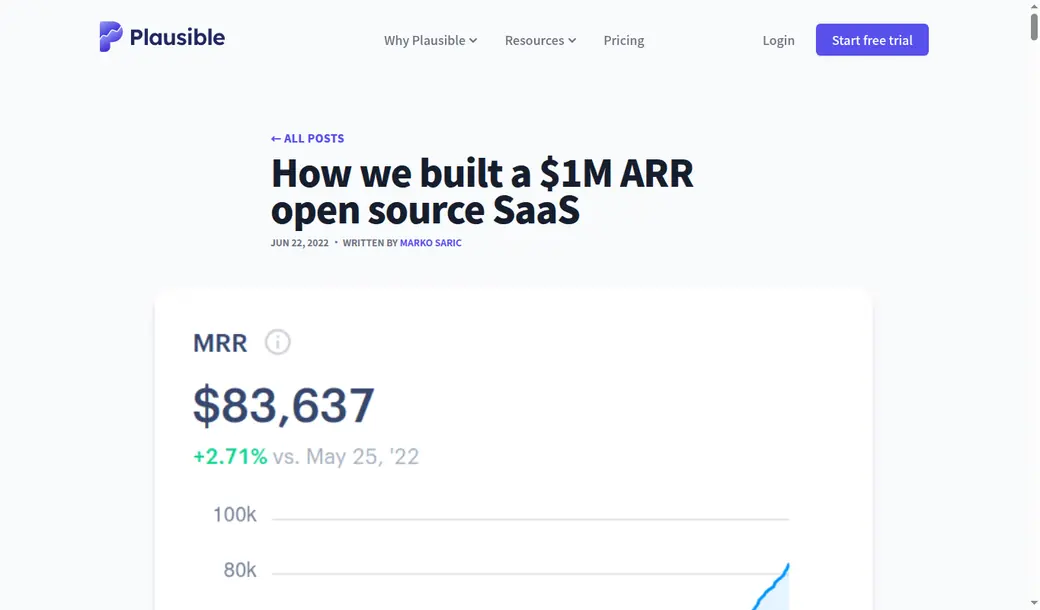 Plausible
Why Plausible
Resources
Pricing
Login
Start free trial
← ALL POSTS
How we built a $1M ARR
open source SaaS
JUN 22, 2022 • WRITTEN BY MARKO SARIC
MRR
$83,637
+2.71% vs. May 25, '22
100k
80k